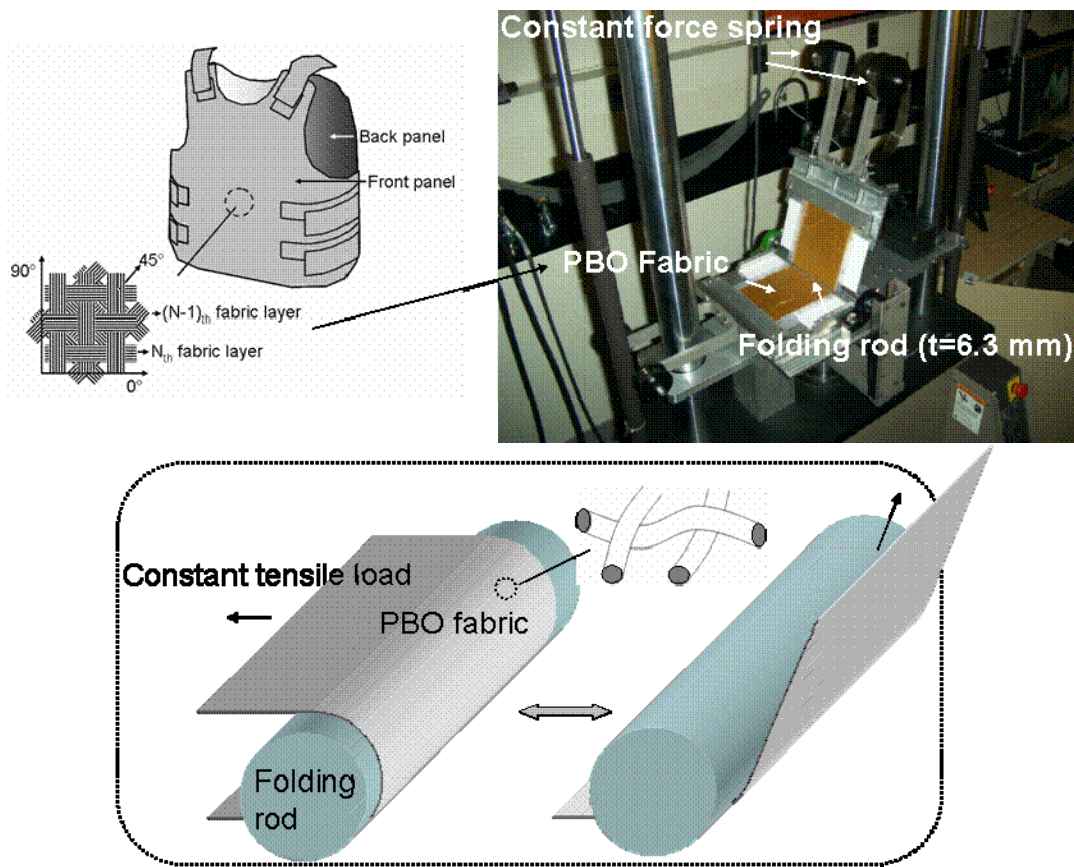 Back panel
Front panel
90°
45°
(N-1)th fabric layer
Nth fabric layer
0°
Constant force spring
PBO Fabric
Folding rod (t=6.3 mm)
Constant tensile load
PBO fabric
Folding
rod